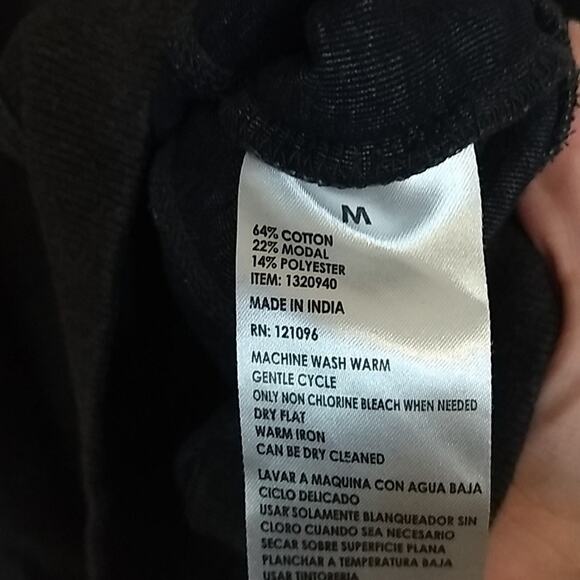 M
64% COTTON
22% MODAL
14% POLYESTER
ITEM: 1320940
MADE IN INDIA
RN: 121096
MACHINE WASH WARM
GENTLE CYCLE
ONLY NON CHLORINE BLEACH WHEN NEEDED
DRY FLAT
WARM IRON
CAN BE DRY CLEANED
LAVAR A MAQUINA CON AGUA BAJA
CICLO DELICADO
USAR SOLAMENTE BLANQUEADOR SIN
CLORO CUANDO SEA NECESARIO
SECAR SOBRE SUPERFICIE PLANA
PLANCHAR A TEMPERATURA BAJA
USAR TINTORERIA